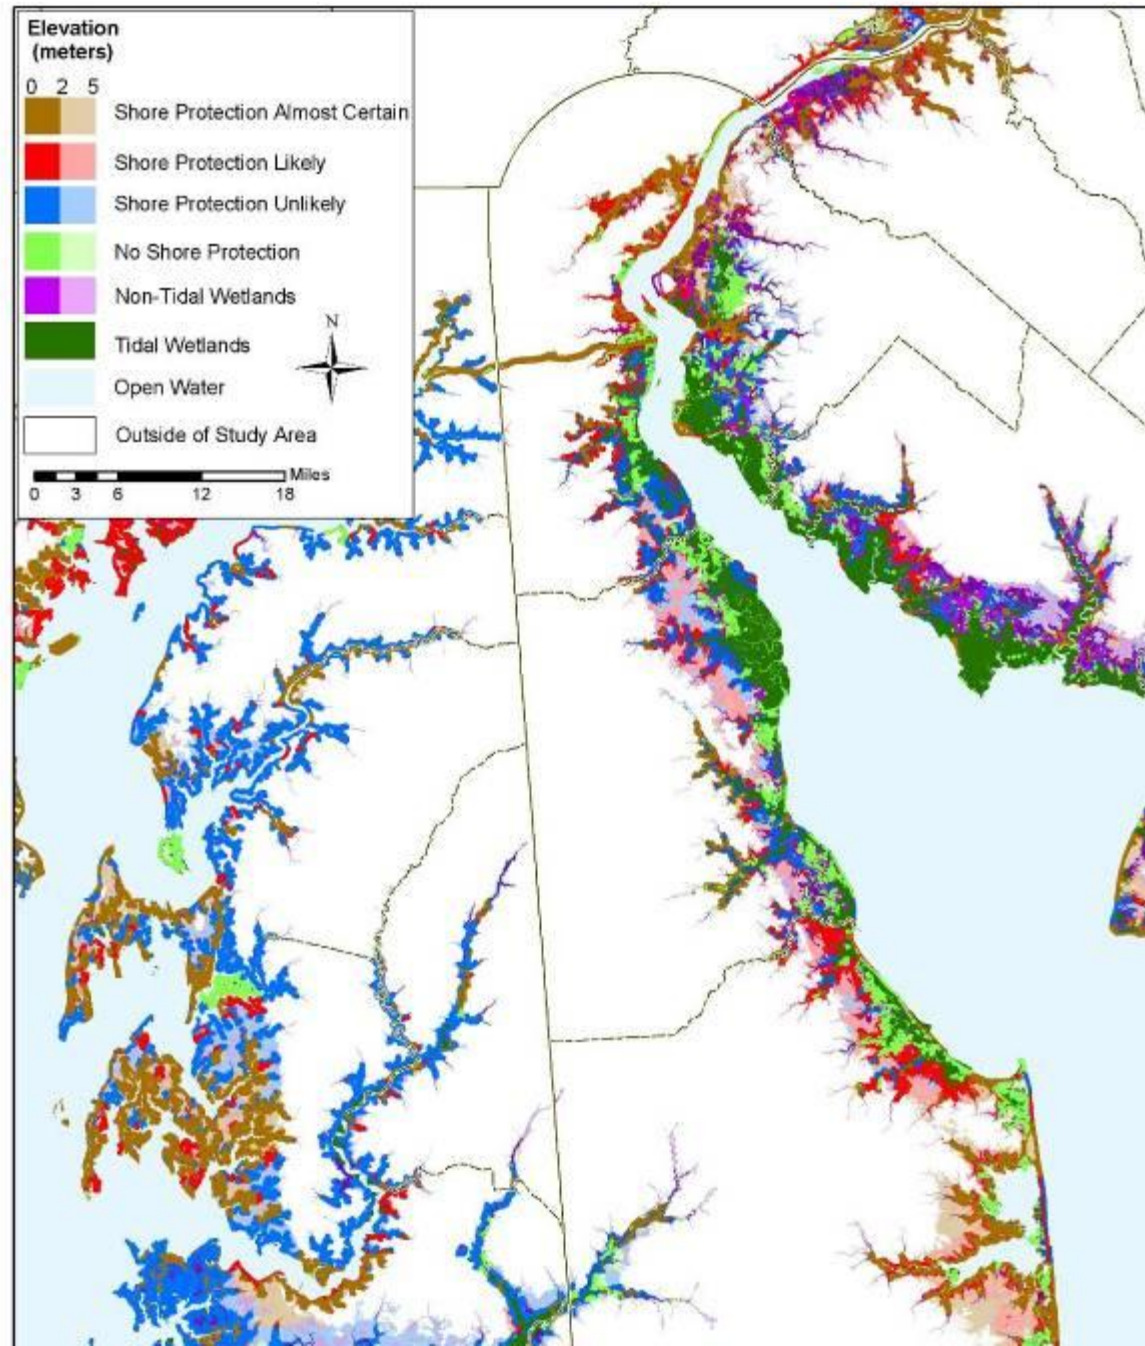 Elevation
(meters)
0 2 5
Shore Protection Almost Certain
Shore Protection Likely
Shore Protection Unlikely
No Shore Protection
Non-Tidal Wetlands
N
Tidal Wetlands
Open Water
Outside of Study Area
Miles
0 3 6 12 18